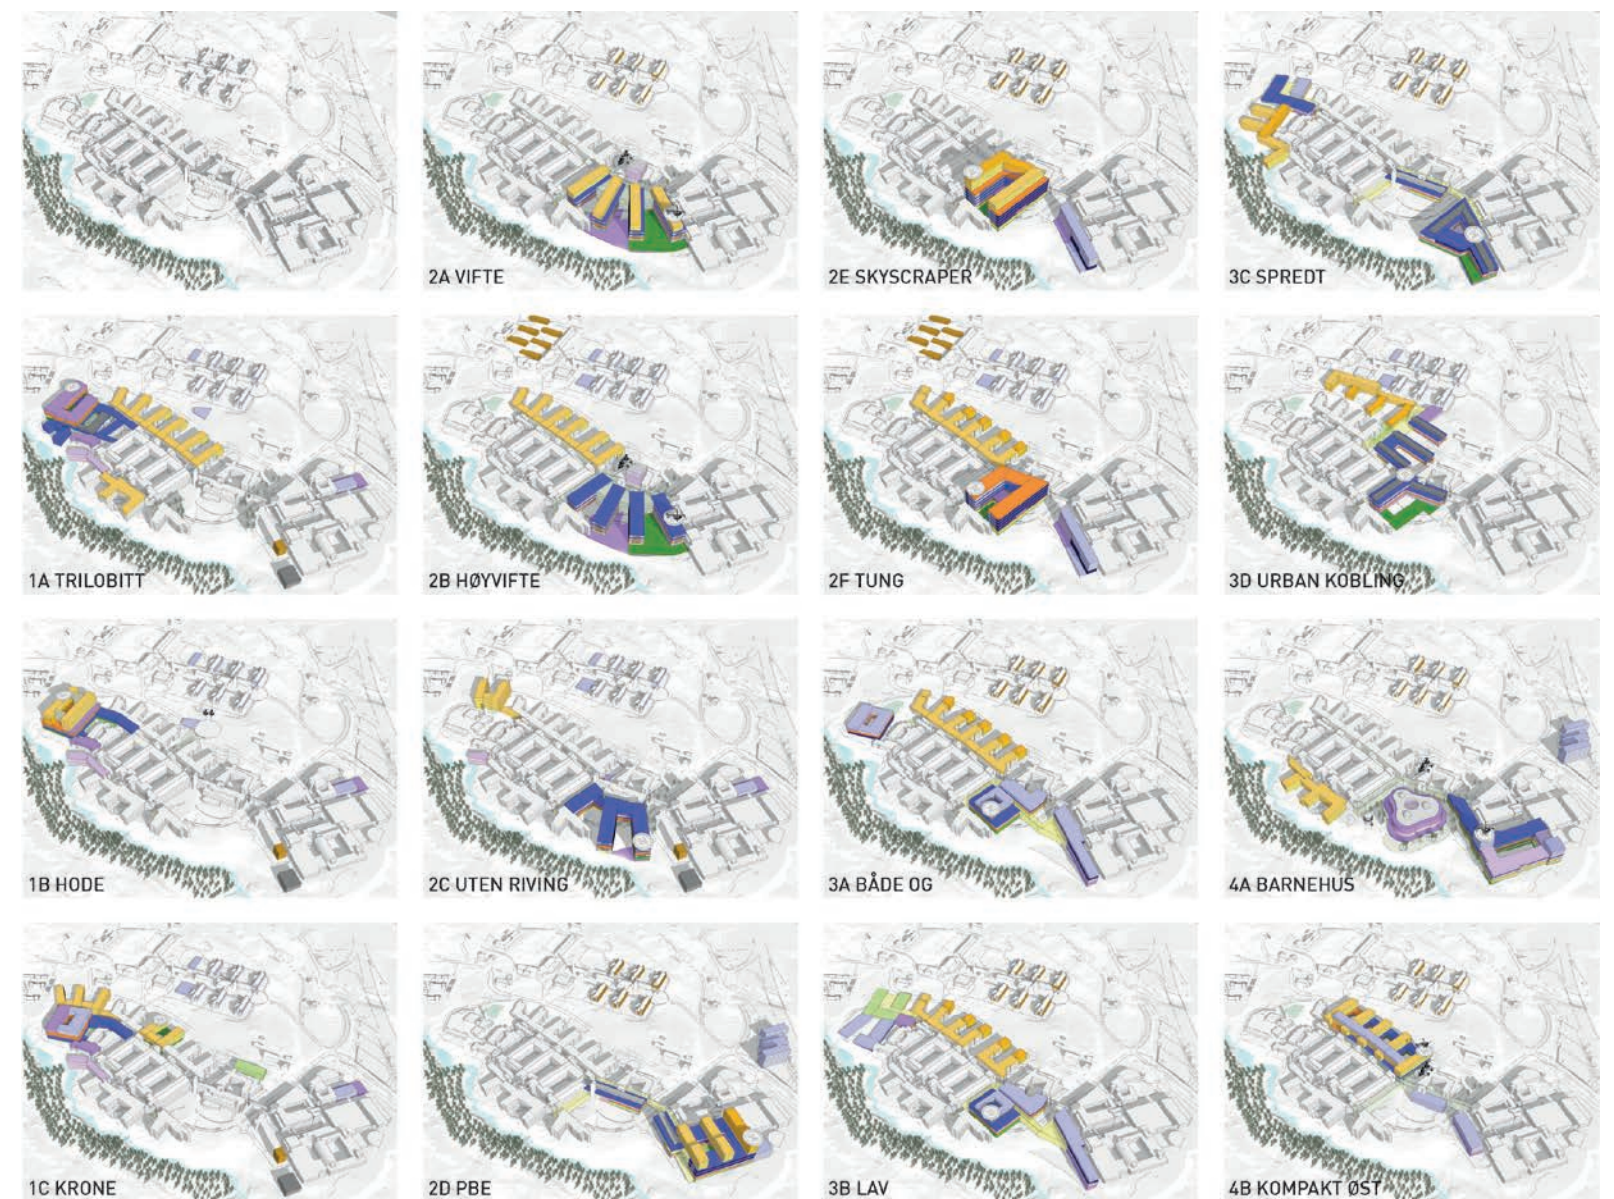 2A VIFTE
2E SKYSCRAPER
3C SPREDT
1A TRILOBITT
2B HØYVIFTE
2F TUNG
3D URBAN KOBLING
1B HODE
2C UTEN RIVING
3A BÅDE OG
4A BARNEHUS
1C KRONE
2D PBE
3B LAV
4B KOMPAKT ØST